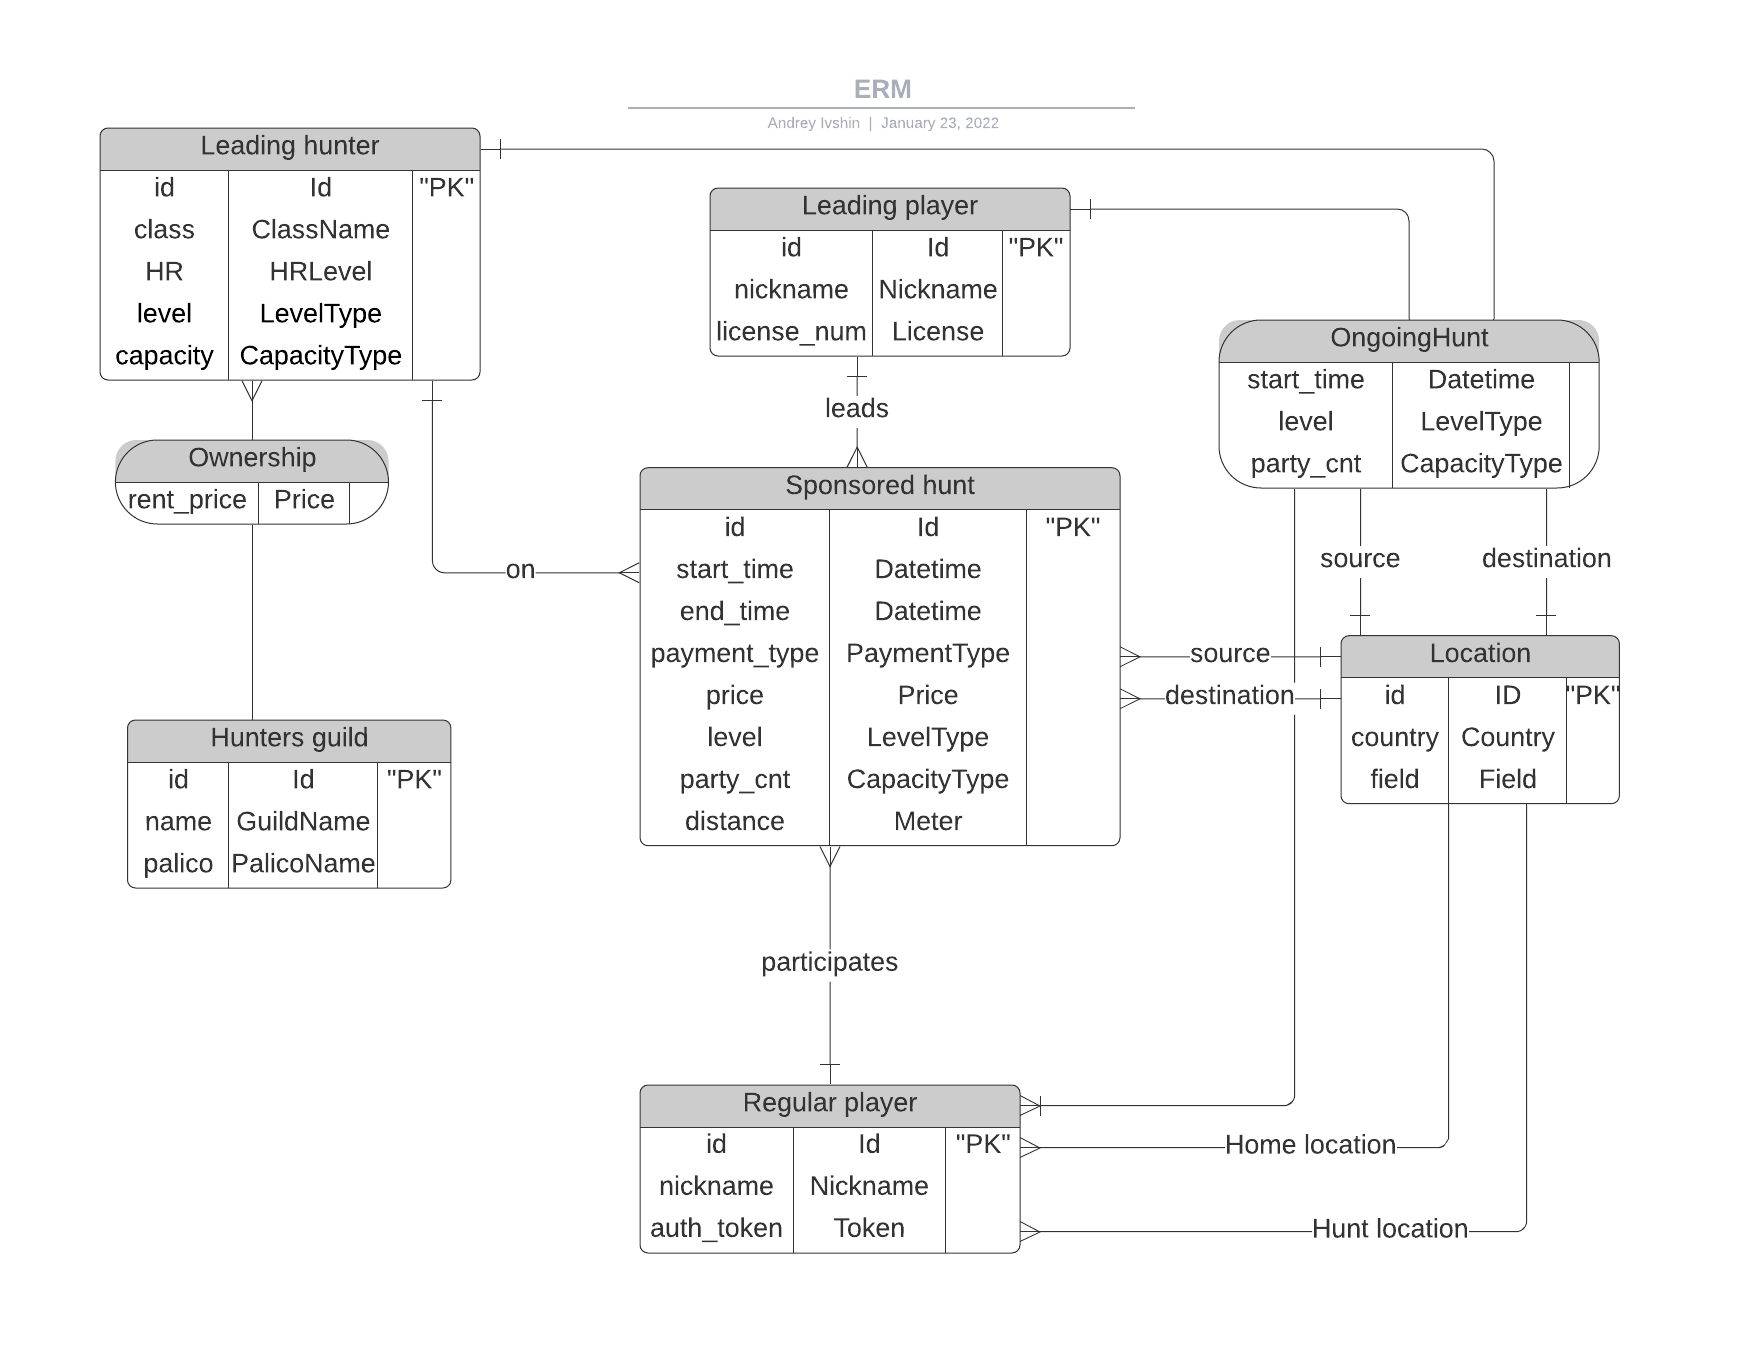 ERM
Andrey Ivshin | January 23, 2022
Leading hunter
id Id "PK"
class ClassName
HR HRLevel
level LevelType
capacity CapacityType
Leading player
id Id "PK"
nickname Nickname
license_num License
OngoingHunt
start_time Datetime
level LevelType
party_cnt CapacityType
leads
Ownership
rent_price Price
on
Sponsored hunt
id Id "PK"
start_time Datetime
end_time Datetime
payment_type PaymentType
price Price
level LevelType
party_cnt CapacityType
distance Meter
source
destination
source
destination
Location
id ID "PK"
country Country
field Field
Hunters guild
id Id "PK"
name GuildName
palico PalicoName
participates
Regular player
id Id "PK"
nickname Nickname
auth_token Token
Home location
Hunt location